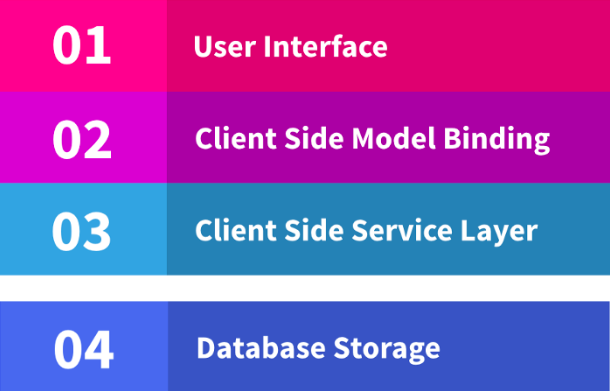 01 User Interface
02 Client Side Model Binding
03 Client Side Service Layer
04 Database Storage